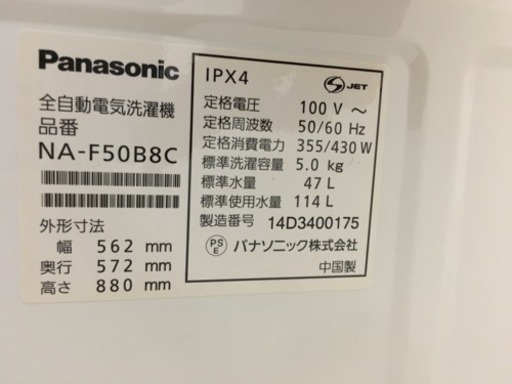 Panasonic
全自動電気洗濯機
品番
NA-F50B8C
外形寸法
幅 562 mm
奥行 572 mm
高さ 880 mm
IPX4
S JET
定格電圧 100 V ～
定格周波数 50/60 Hz
定格消費電力 355/430 W
標準洗濯容量 5.0 kg
標準水量 47 L
標準使用水量 114 L
製造番号 14D3400175
PS E パナソニック株式会社
中国製